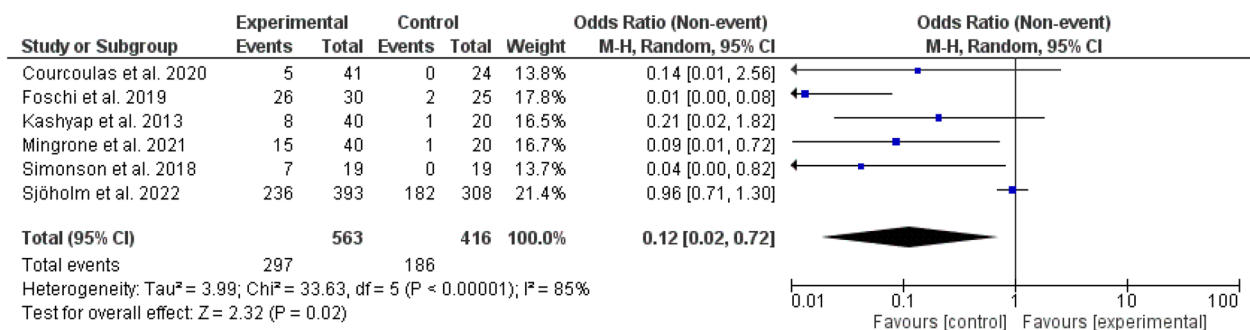 Experimental Control Odds Ratio (Non-event) Odds Ratio (Non-event)
Study or Subgroup Events Total Events Total Weight M-H, Random, 95% CI M-H, Random, 95% CI
Courcoulas et al. 2020 5 41 0 24 13.8% 0.14 [0.01, 2.56]
Foschi et al. 2019 26 30 2 25 17.8% 0.01 [0.00, 0.08]
Kashyap et al. 2013 8 40 1 20 16.5% 0.21 [0.02, 1.82]
Mingrone et al. 2021 15 40 1 20 16.7% 0.09 [0.01, 0.72]
Simonson et al. 2018 7 19 0 19 13.7% 0.04 [0.00, 0.82]
Sjöholm et al. 2022 236 393 182 308 21.4% 0.96 [0.71, 1.30]
Total (95% CI) 563 416 100.0% 0.12 [0.02, 0.72]
Total events 297 186
Heterogeneity: Tau² = 3.99; Chi² = 33.63, df = 5 (P < 0.00001); I² = 85%
Test for overall effect: Z = 2.32 (P = 0.02)
0.01 0.1 1 10 100
Favours [control] Favours [experimental]